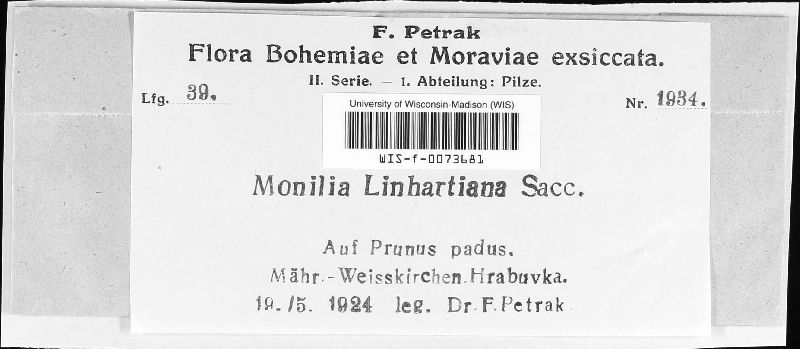 F. Petrak
Flora Bohemiae et Moraviae exsiccata.
II. Serie. — 1. Abteilung: Pilze.
Lfg. 39.
Nr. 1934.
University of Wisconsin-Madison (WIS)
WIS-f-0073681
Monilia Linhartiana Sacc.
Auf Prunus padus.
Mähr.-Weisskirchen. Hrabuvka.
19./5. 1924 leg. Dr. F. Petrak